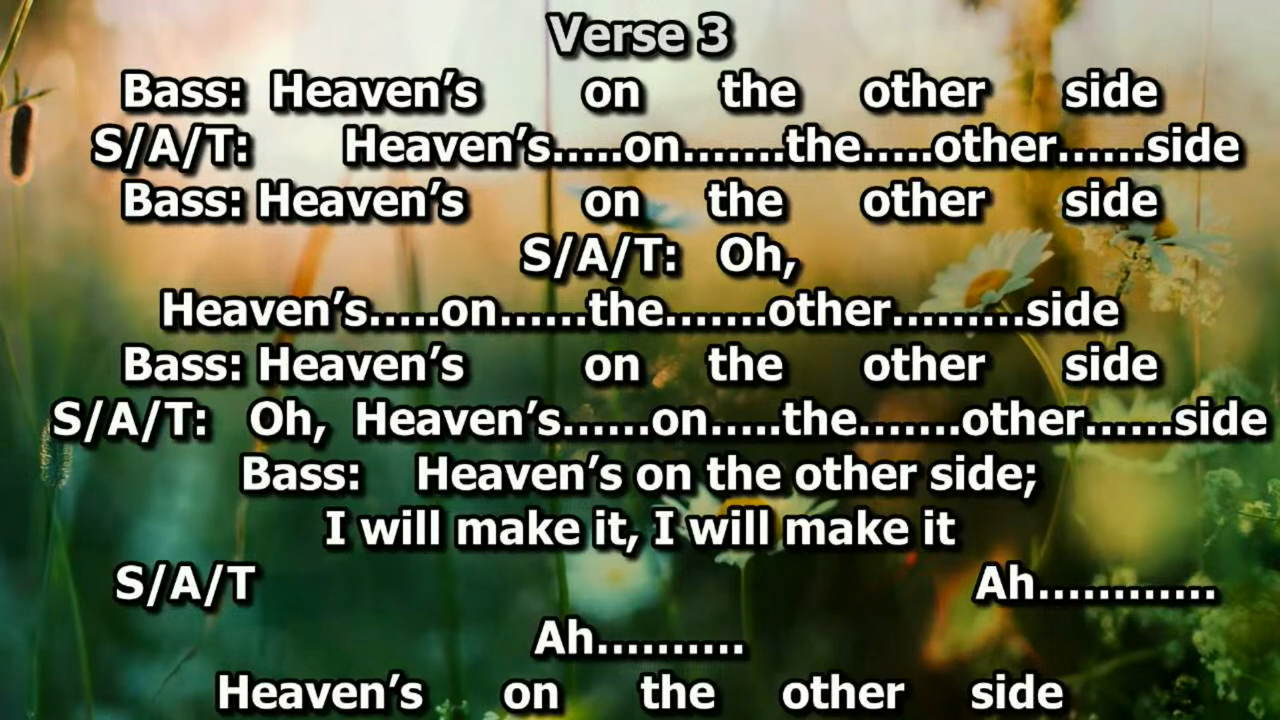 Verse 3
Bass: Heaven's on the other side
S/A/T: Heaven's.....on.......the.....other......side
Bass: Heaven's on the other side
S/A/T: Oh,
Heaven's.....on......the.......other.........side
Bass: Heaven's on the other side
S/A/T: Oh, Heaven's......on.....the.......other......side
Bass: Heaven's on the other side;
I will make it, I will make it
S/A/T Ah............
Ah..........
Heaven's on the other side